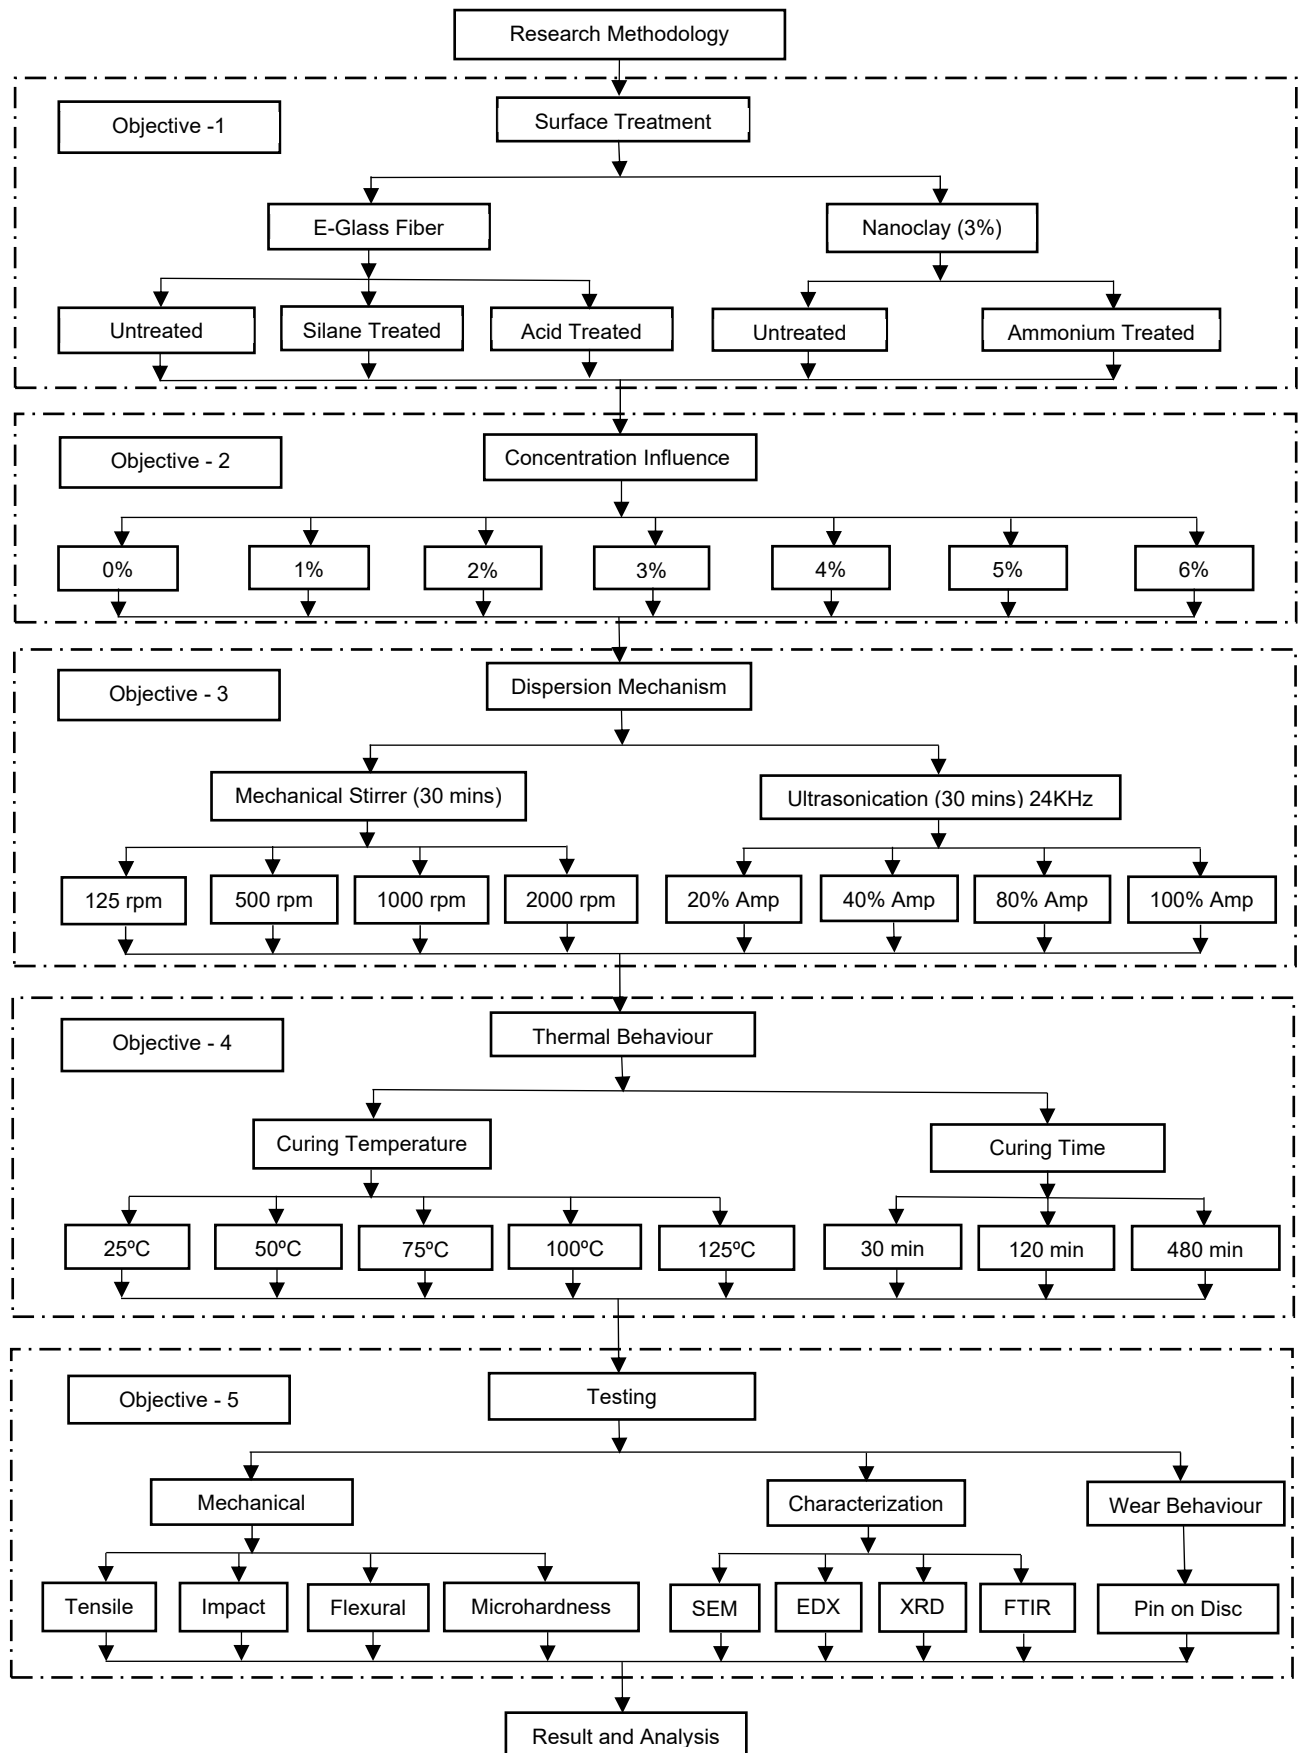 Research Methodology
Objective -1
Surface Treatment
E-Glass Fiber
Nanoclay (3%)
Untreated
Silane Treated
Acid Treated
Untreated
Ammonium Treated
Objective - 2
Concentration Influence
0%
1%
2%
3%
4%
5%
6%
Objective - 3
Dispersion Mechanism
Mechanical Stirrer (30 mins)
Ultrasonication (30 mins) 24KHz
125 rpm
500 rpm
1000 rpm
2000 rpm
20% Amp
40% Amp
80% Amp
100% Amp
Objective - 4
Thermal Behaviour
Curing Temperature
Curing Time
25ºC
50ºC
75ºC
100ºC
125ºC
30 min
120 min
480 min
Objective - 5
Testing
Mechanical
Characterization
Wear Behaviour
Tensile
Impact
Flexural
Microhardness
SEM
EDX
XRD
FTIR
Pin on Disc
Result and Analysis